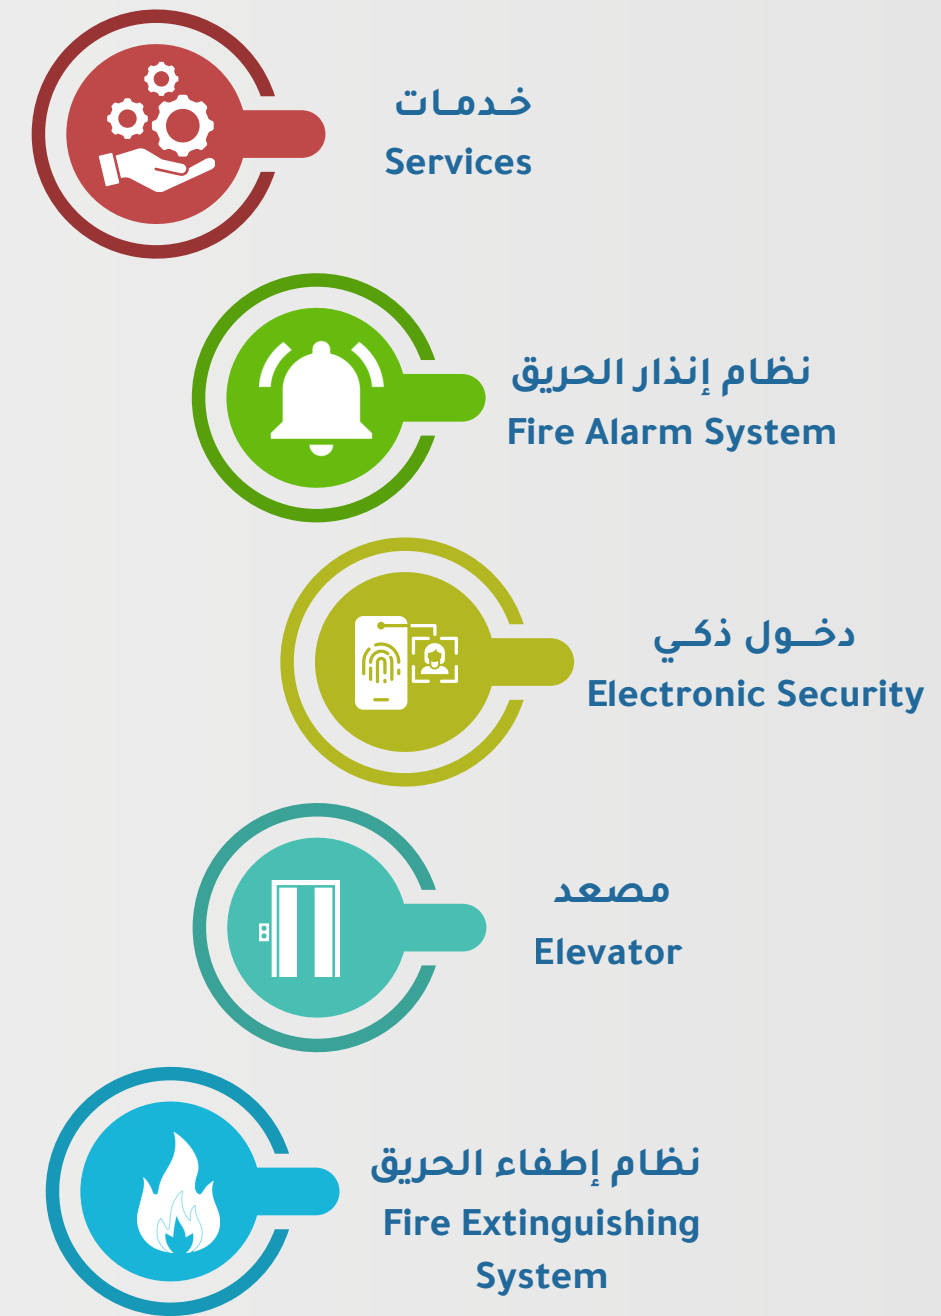 خدمات
Services
نظام إنذار الحريق
Fire Alarm System
دخول ذكي
Electronic Security
مصعد
Elevator
نظام إطفاء الحريق
Fire Extinguishing
System